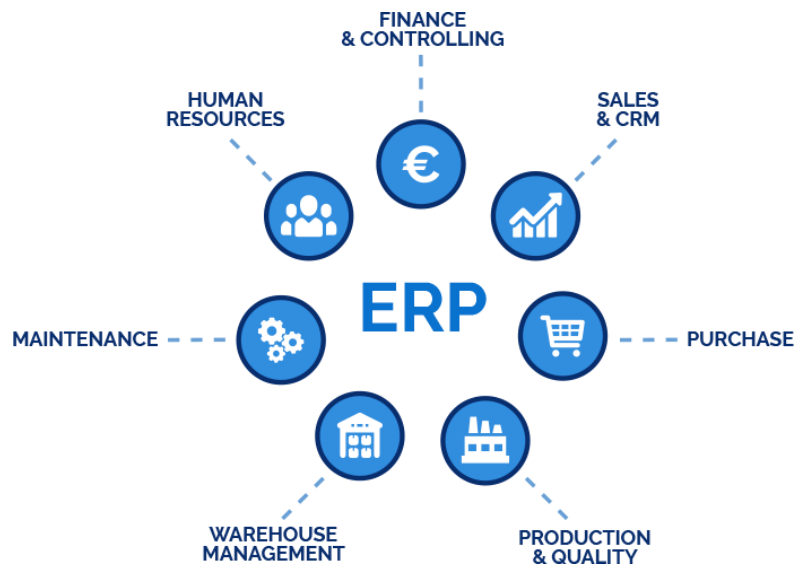 FINANCE
& CONTROLLING
HUMAN
RESOURCES
SALES
& CRM
€
ERP
MAINTENANCE
PURCHASE
WAREHOUSE
MANAGEMENT
PRODUCTION
& QUALITY